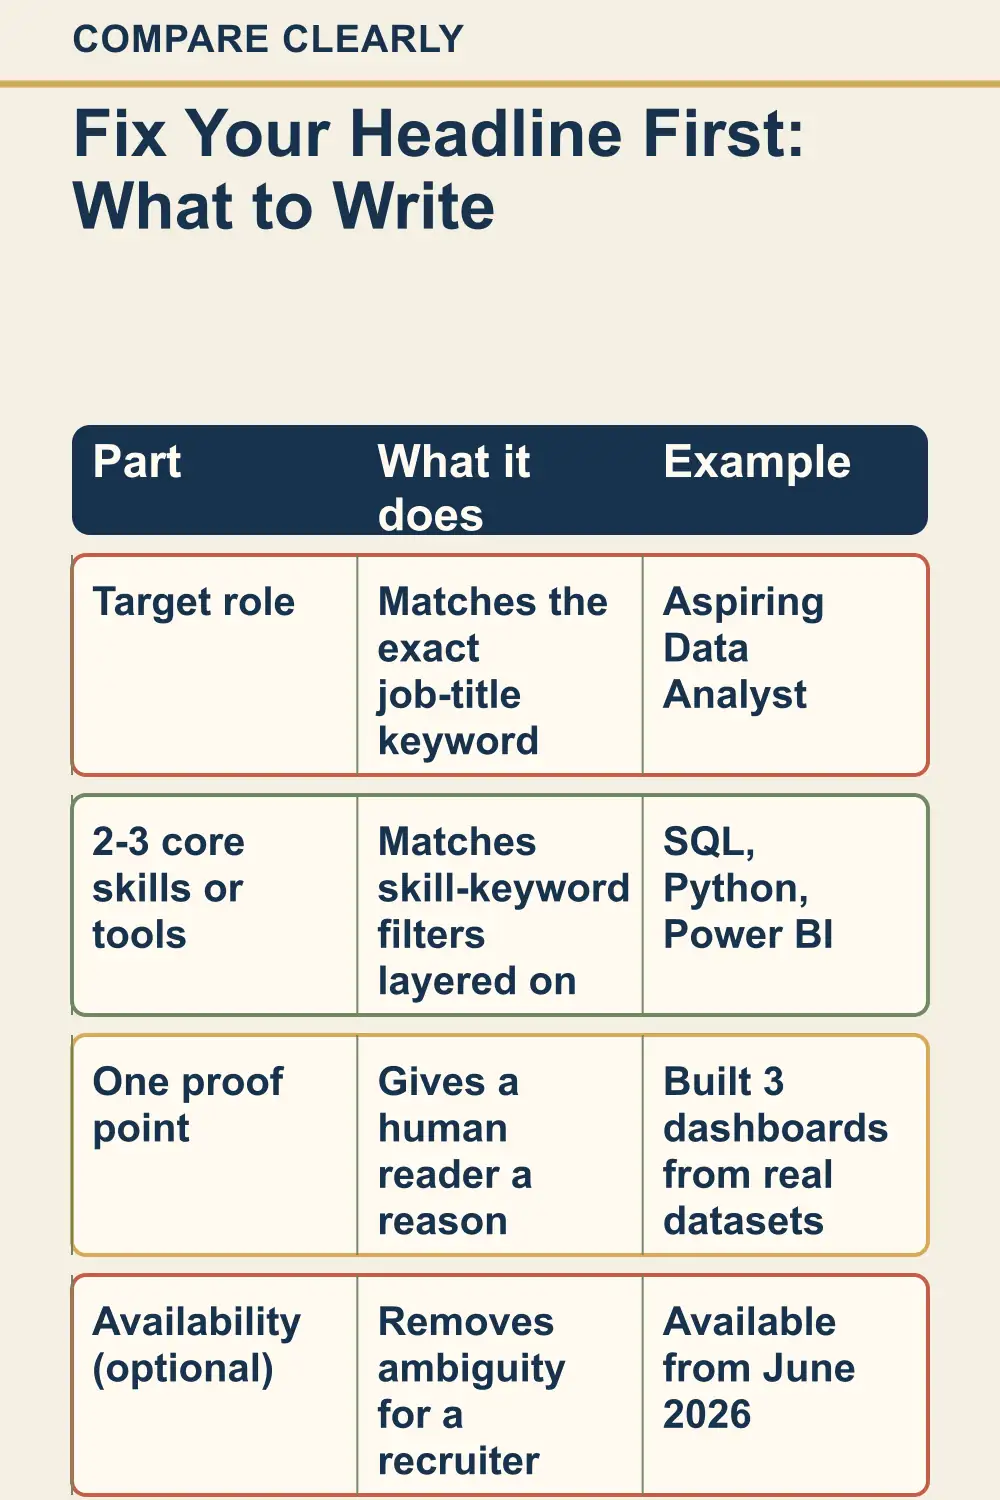 COMPARE CLEARLY
Fix Your Headline First:
What to Write
Part
What it
does
Example
Target role
Matches the
exact
job-title
keyword
Aspiring
Data
Analyst
2-3 core
skills or
tools
Matches
skill-keyword
filters
layered on
SQL,
Python,
Power BI
One proof
point
Gives a
human
reader a
reason
Built 3
dashboards
from real
datasets
Availability
(optional)
Removes
ambiguity
for a
recruiter
Available
from June
2026